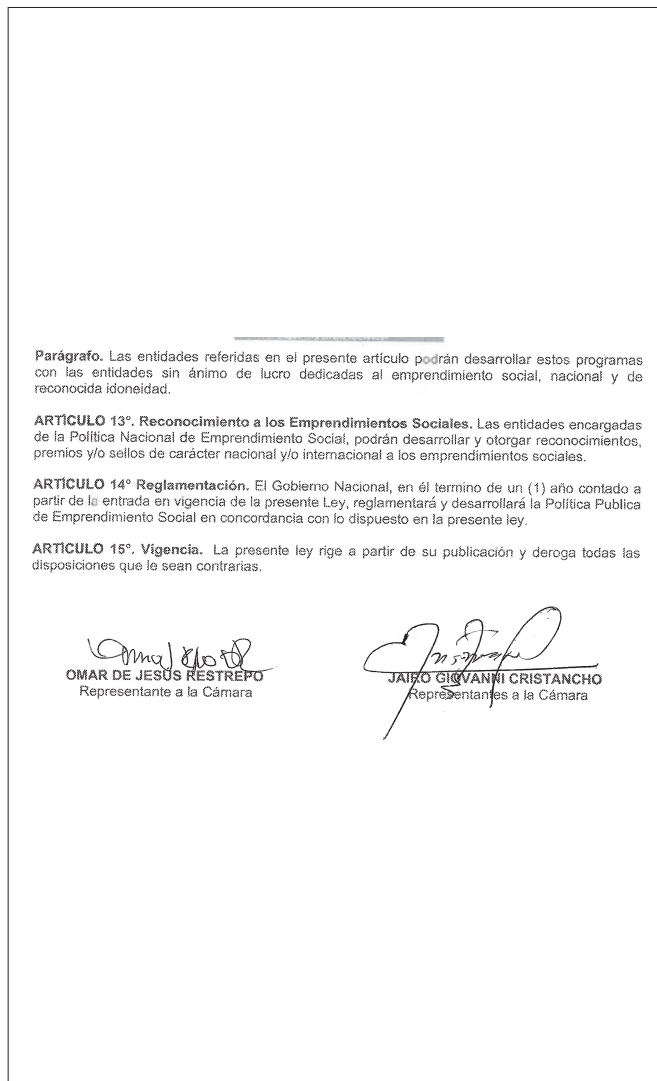 Parágrafo. Las entidades referidas en el presente artículo podrán desarrollar estos programas
con las entidades sin ánimo de lucro dedicadas al emprendimiento social, nacional y de
reconocida idoneidad.
ARTÍCULO 13°. Reconocimiento a los Emprendimientos Sociales. Las entidades encargadas
de la Política Nacional de Emprendimiento Social, podrán desarrollar y otorgar reconocimientos,
premios y/o sellos de carácter nacional y/o internacional a los emprendimientos sociales.
ARTÍCULO 14° Reglamentación. El Gobierno Nacional, en él termino de un (1) año contado a
partir de la entrada en vigencia de la presente Ley, reglamentará y desarrollará la Política Publica
de Emprendimiento Social en concordancia con lo dispuesto en la presente ley.
ARTÍCULO 15°. Vigencia. La presente ley rige a partir de su publicación y deroga todas las
disposiciones que le sean contrarias.
OMAR DE JESÚS RESTREPO
Representante a la Cámara
JAIRO GIOVANNI CRISTANCHO
Representantes a la Cámara